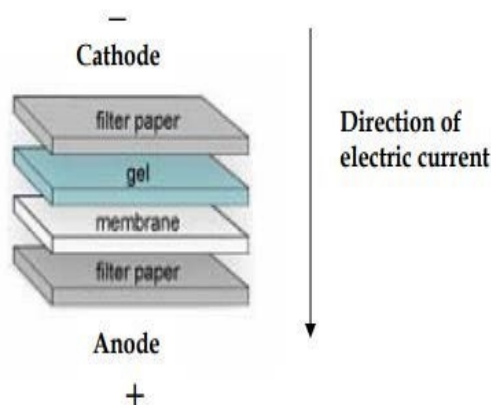 −
Cathode
filter paper
gel
membrane
filter paper
Anode
+
Direction of
electric current